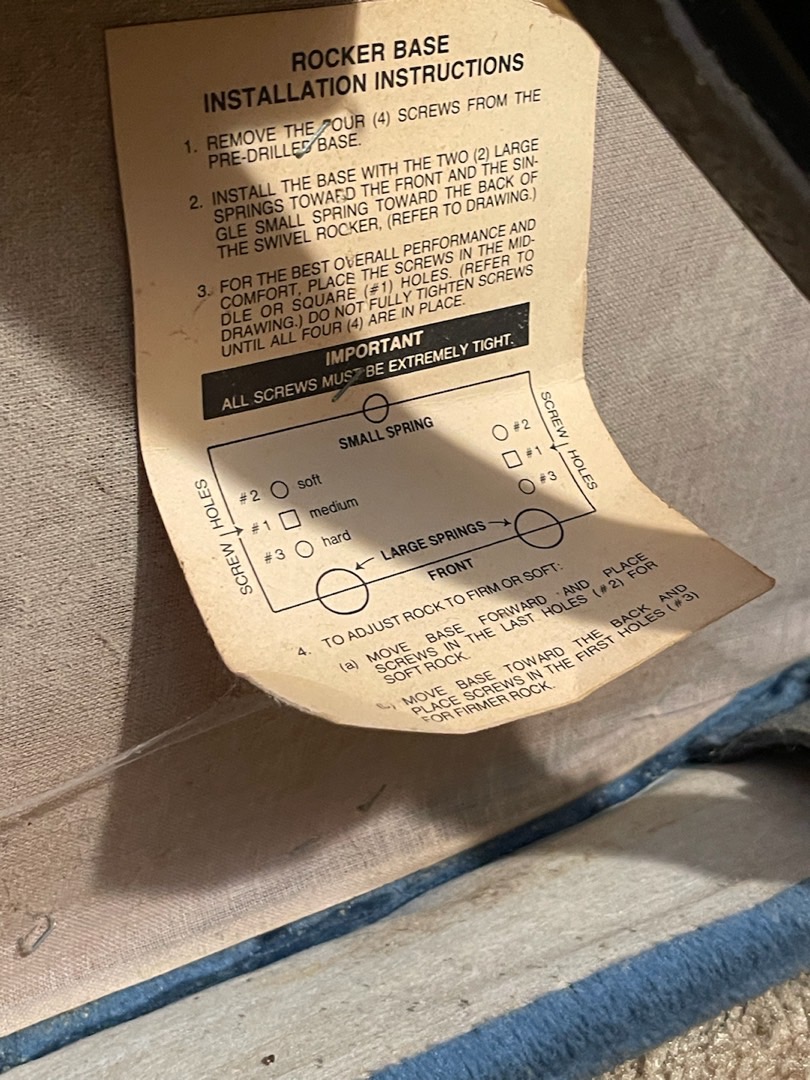 ROCKER BASE
INSTALLATION INSTRUCTIONS
1. REMOVE THE FOUR (4) SCREWS FROM THE
PRE-DRILLED BASE.
2. INSTALL THE BASE WITH THE TWO (2) LARGE
SPRINGS TOWARD THE FRONT AND THE SIN-
GLE SMALL SPRING TOWARD THE BACK OF
THE SWIVEL ROCKER, (REFER TO DRAWING.)
3. FOR THE BEST OVERALL PERFORMANCE AND
COMFORT, PLACE THE SCREWS IN THE MID-
DLE OR SQUARE (#1) HOLES. (REFER TO
DRAWING.) DO NOT FULLY TIGHTEN SCREWS
UNTIL ALL FOUR (4) ARE IN PLACE.
IMPORTANT
ALL SCREWS MUST BE EXTREMELY TIGHT.
SMALL SPRING
SCREW HOLES
#2 soft
#1 medium
#3 hard
#2
#1
#3
SCREW HOLES
LARGE SPRINGS
FRONT
4. TO ADJUST ROCK TO FIRM OR SOFT:
(a) MOVE BASE FORWARD AND PLACE
SCREWS IN THE LAST HOLES (#2) FOR
SOFT ROCK.
MOVE BASE TOWARD THE BACK AND
PLACE SCREWS IN THE FIRST HOLES (#3)
FOR FIRMER ROCK.